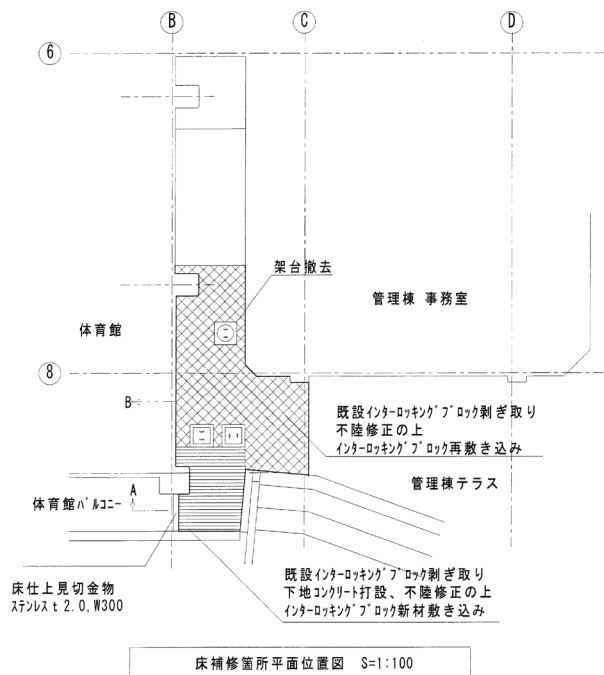 B
C
D
6
架台撤去
管理棟 事務室
体育館
8
B
既設インターロッキングブロック剥ぎ取り
不陸修正の上
インターロッキングブロック再敷き込み
管理棟テラス
A
体育館バルコニー
床仕上見切金物
ステンレス t 2.0,W300
既設インターロッキングブロック剥ぎ取り
下地コンクリート打設、不陸修正の上
インターロッキングブロック新材敷き込み
床補修箇所平面位置図 S=1:100